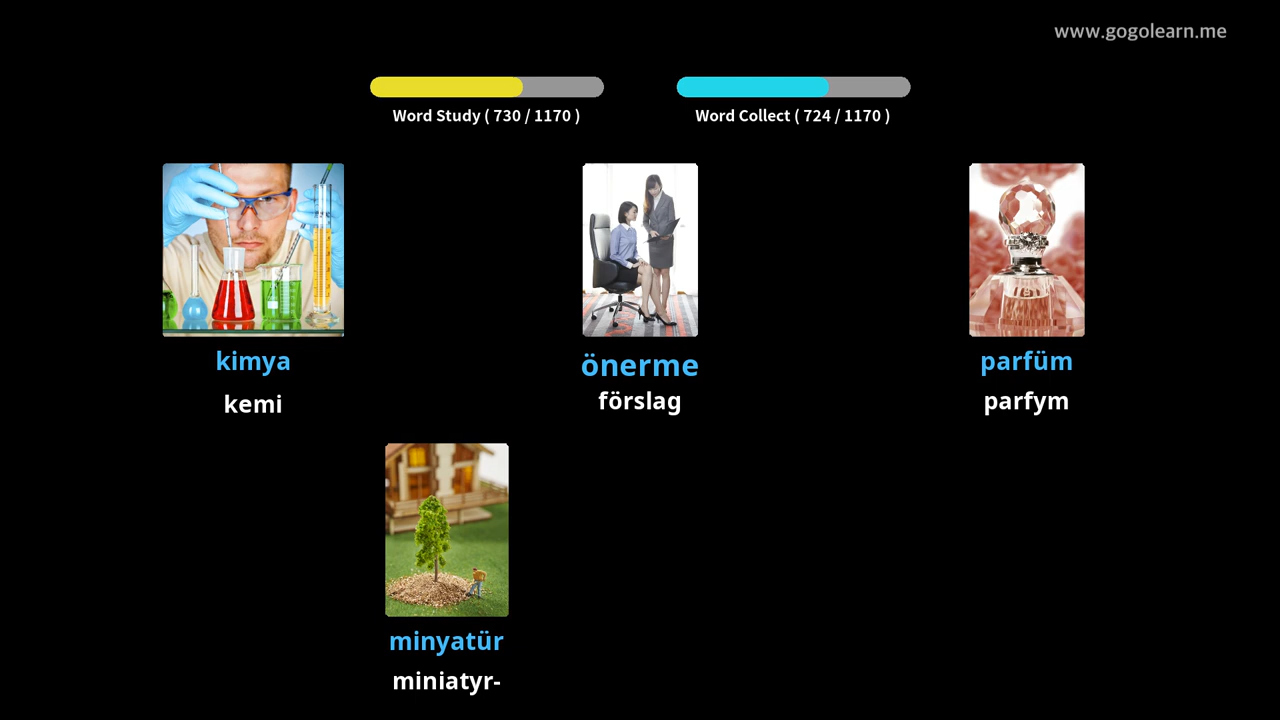 www.gogolearn.me
Word Study ( 730 / 1170 )
Word Collect ( 724 / 1170 )
kimya
önerme
parfüm
kemi
förslag
parfym
minyatür
miniatyr-